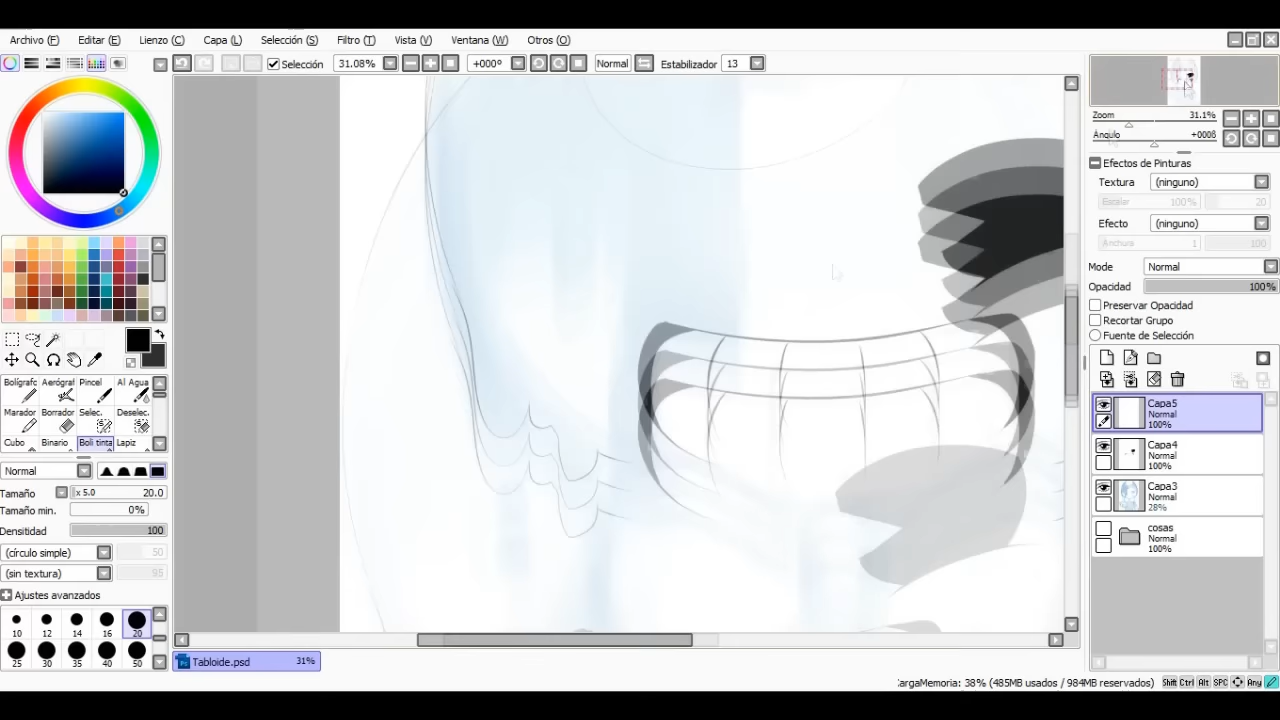 Archivo (F) Editar (E) Lienzo (C) Capa (L) Selección (S) Filtro (T) Vista (V) Ventana (W) Otros (O)
Selección 31.08% +000º Normal Estabilizador 13
Zoom 31.1%
Ángulo +000ß
Efectos de Pinturas
Textura (ninguno)
Escalar 100% 20
Efecto (ninguno)
Anchura 1 100
Mode Normal
Opacidad 100%
Preservar Opacidad
Recortar Grupo
Fuente de Selección
Capa5
Normal
100%
Capa4
Normal
100%
Capa3
Normal
28%
cosas
Normal
100%
Bolígrafc Aerógraf Pincel Al Agua
Marador Borrador Selec. Deselec.
Cubo Binario Boli tinta Lapiz
Normal
Tamaño x 5.0 20.0
Tamaño min. 0%
Densitidad 100
(círculo simple) 50
(sin textura) 95
Ajustes avanzados
10 12 14 16 20
25 30 35 40 50
Tabloide.psd 31%
:argaMemoria: 38% (485MB usados / 984MB reservados) Shift Ctrl Alt SPC Any